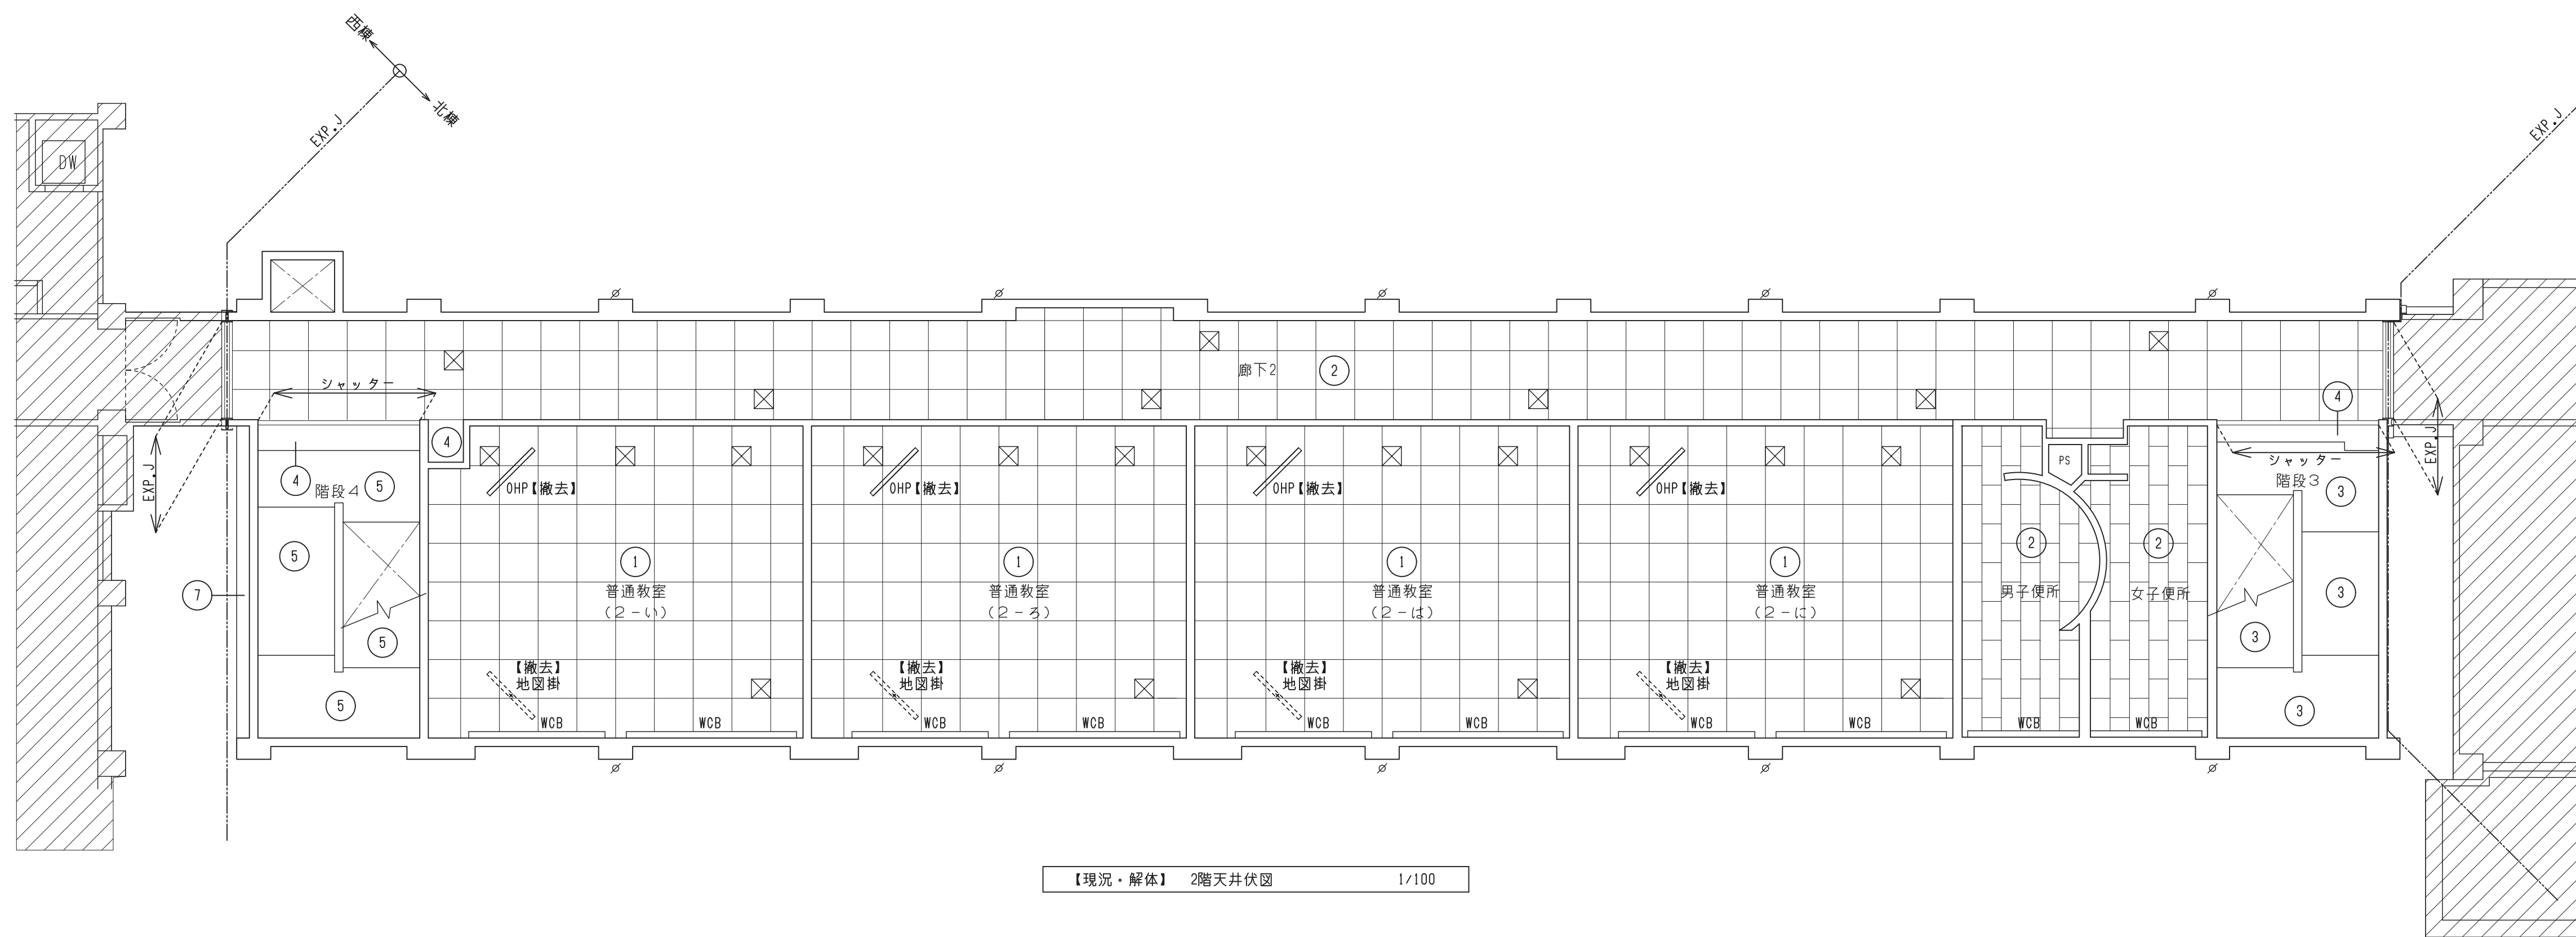 西棟
北棟
EXP.J
EXP.J
DW
シャッター
廊下2
2
4
4
EXP.J
4
階段4
5
5
5
5
7
OHP【撤去】
OHP【撤去】
OHP【撤去】
OHP【撤去】
1
普通教室
(2-い)
1
普通教室
(2-ろ)
1
普通教室
(2-は)
1
普通教室
(2-に)
【撤去】
地図掛
【撤去】
地図掛
【撤去】
地図掛
【撤去】
地図掛
WCB
WCB
WCB
WCB
WCB
WCB
WCB
WCB
PS
2
男子便所
2
女子便所
WCB
WCB
シャッター
階段3
3
3
3
3
EXP.J
【現況・解体】 2階天井伏図 1/100